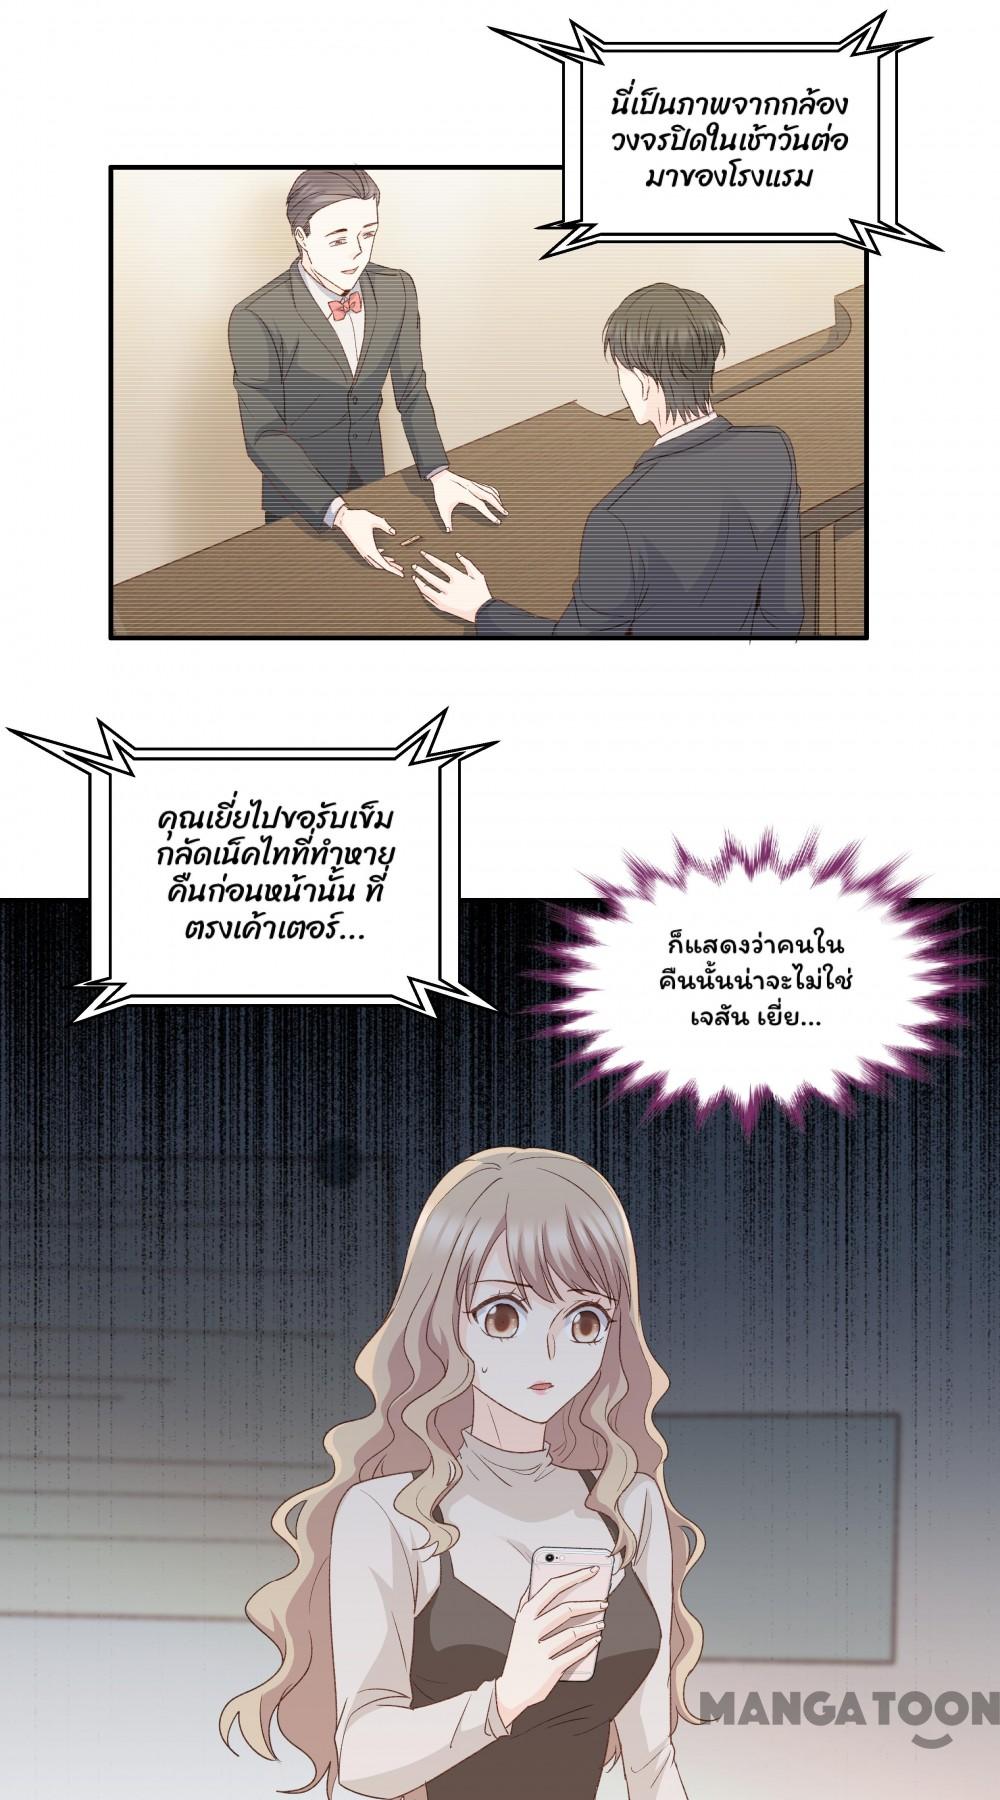 นี่เป็นภาพจากกล้อง
วงจรปิดในเช้าวันต่อ
มาของโรงแรม
คุณเยี่ยไปขอรับเข็ม
กลัดเน็คไทที่ทำหาย
คืนก่อนหน้านั้น ที่
ตรงเค้าเตอร์...
ก็แสดงว่าคนใน
คืนนั้นน่าจะไม่ใช่
เจสัน เยี่ย...
MANGATOON